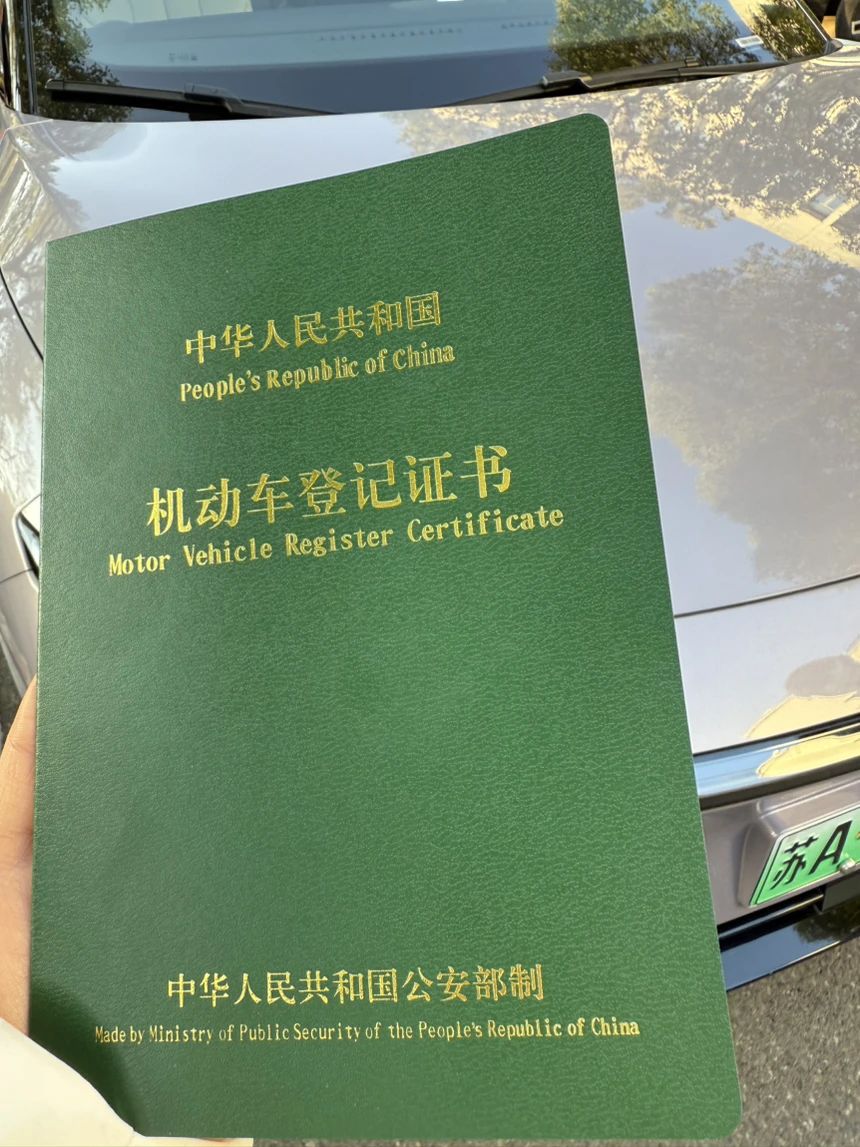 中华人民共和国
People's Republic of China
机动车登记证书
Motor Vehicle Register Certificate
中华人民共和国公安部制
Made by Ministry of Public Security of the People's Republic of China
苏A